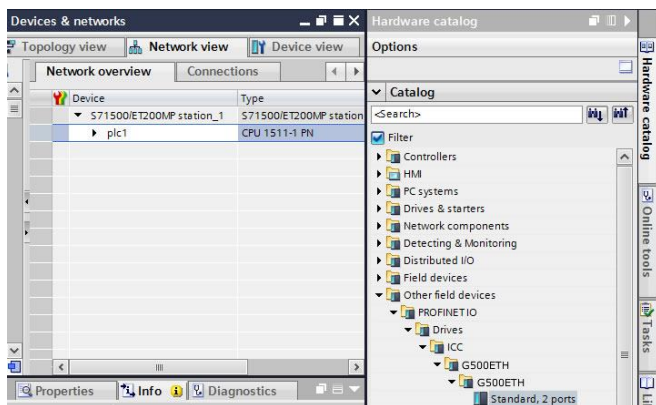 Devices & networks
Topology view
Network view
Device view
Network overview
Connections
Device
Type
S71500/ET200MP station_1
S71500/ET200MP station
plc1
CPU 1511-1 PN
Properties
Info
Diagnostics
Hardware catalog
Options
Catalog
<Search>
Filter
Controllers
HMI
PC systems
Drives & starters
Network components
Detecting & Monitoring
Distributed I/O
Field devices
Other field devices
PROFINET IO
Drives
ICC
G500ETH
G500ETH
Standard, 2 ports
Hardware catalog
Online tools
Tasks